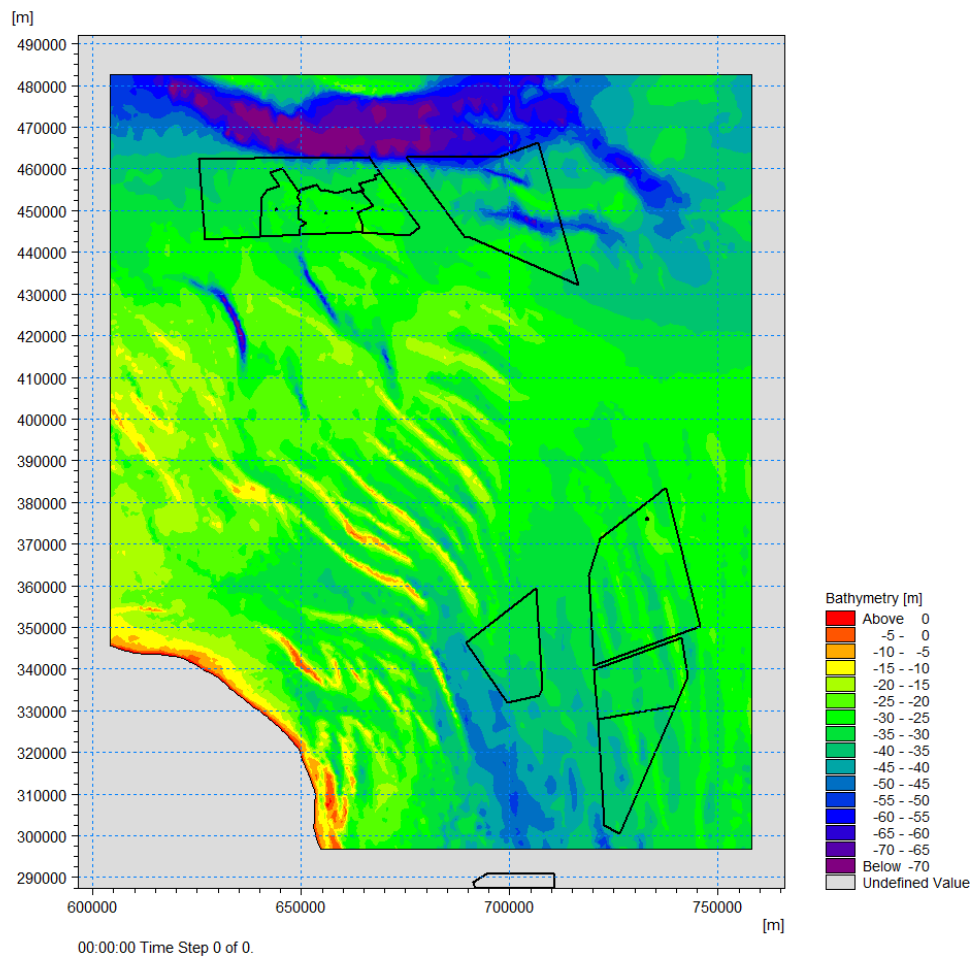 [m]
490000
480000
470000
460000
450000
440000
430000
420000
410000
400000
390000
380000
370000
360000
350000
340000
330000
320000
310000
300000
290000
600000 650000 700000 750000
[m]
00:00:00 Time Step 0 of 0.
Bathymetry [m]
Above 0
-5 - 0
-10 - -5
-15 - -10
-20 - -15
-25 - -20
-30 - -25
-35 - -30
-40 - -35
-45 - -40
-50 - -45
-55 - -50
-60 - -55
-65 - -60
-70 - -65
Below -70
Undefined Value